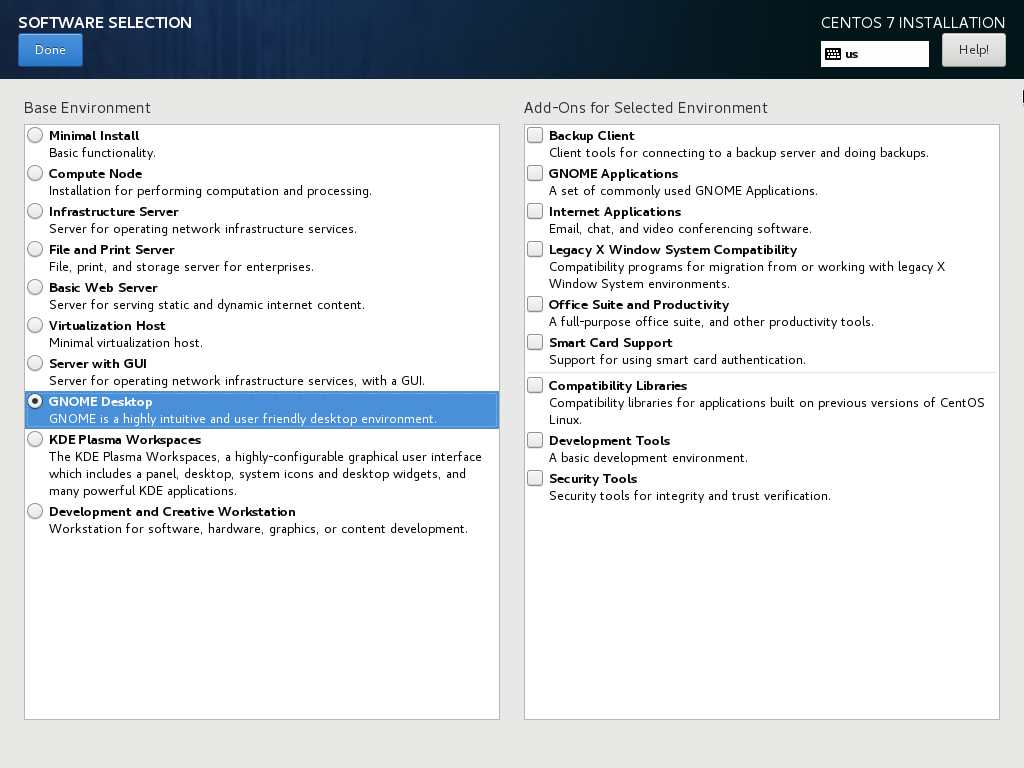 SOFTWARE SELECTION
CENTOS 7 INSTALLATION
Done
us
Help!
Base Environment
Minimal Install
Basic functionality.
Compute Node
Installation for performing computation and processing.
Infrastructure Server
Server for operating network infrastructure services.
File and Print Server
File, print, and storage server for enterprises.
Basic Web Server
Server for serving static and dynamic internet content.
Virtualization Host
Minimal virtualization host.
Server with GUI
Server for operating network infrastructure services, with a GUI.
GNOME Desktop
GNOME is a highly intuitive and user friendly desktop environment.
KDE Plasma Workspaces
The KDE Plasma Workspaces, a highly-configurable graphical user interface
which includes a panel, desktop, system icons and desktop widgets, and
many powerful KDE applications.
Development and Creative Workstation
Workstation for software, hardware, graphics, or content development.
Add-Ons for Selected Environment
Backup Client
Client tools for connecting to a backup server and doing backups.
GNOME Applications
A set of commonly used GNOME Applications.
Internet Applications
Email, chat, and video conferencing software.
Legacy X Window System Compatibility
Compatibility programs for migration from or working with legacy X
Window System environments.
Office Suite and Productivity
A full-purpose office suite, and other productivity tools.
Smart Card Support
Support for using smart card authentication.
Compatibility Libraries
Compatibility libraries for applications built on previous versions of CentOS
Linux.
Development Tools
A basic development environment.
Security Tools
Security tools for integrity and trust verification.